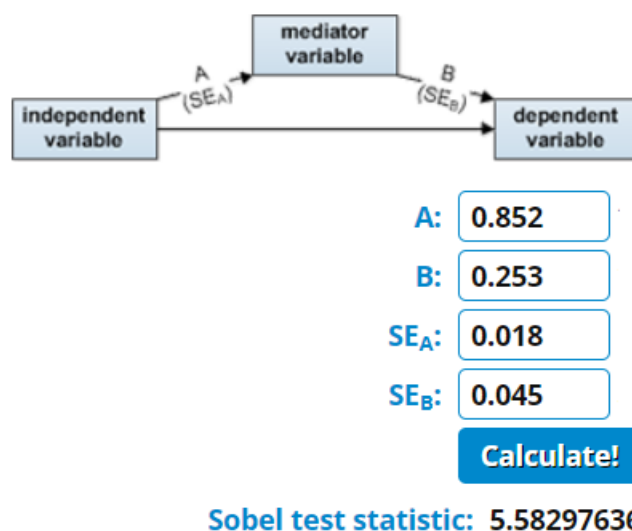 mediator
variable
A
(SEA)
B
(SEB)
independent
variable
dependent
variable
A: 0.852
B: 0.253
SEA: 0.018
SEB: 0.045
Calculate!
Sobel test statistic: 5.58297636